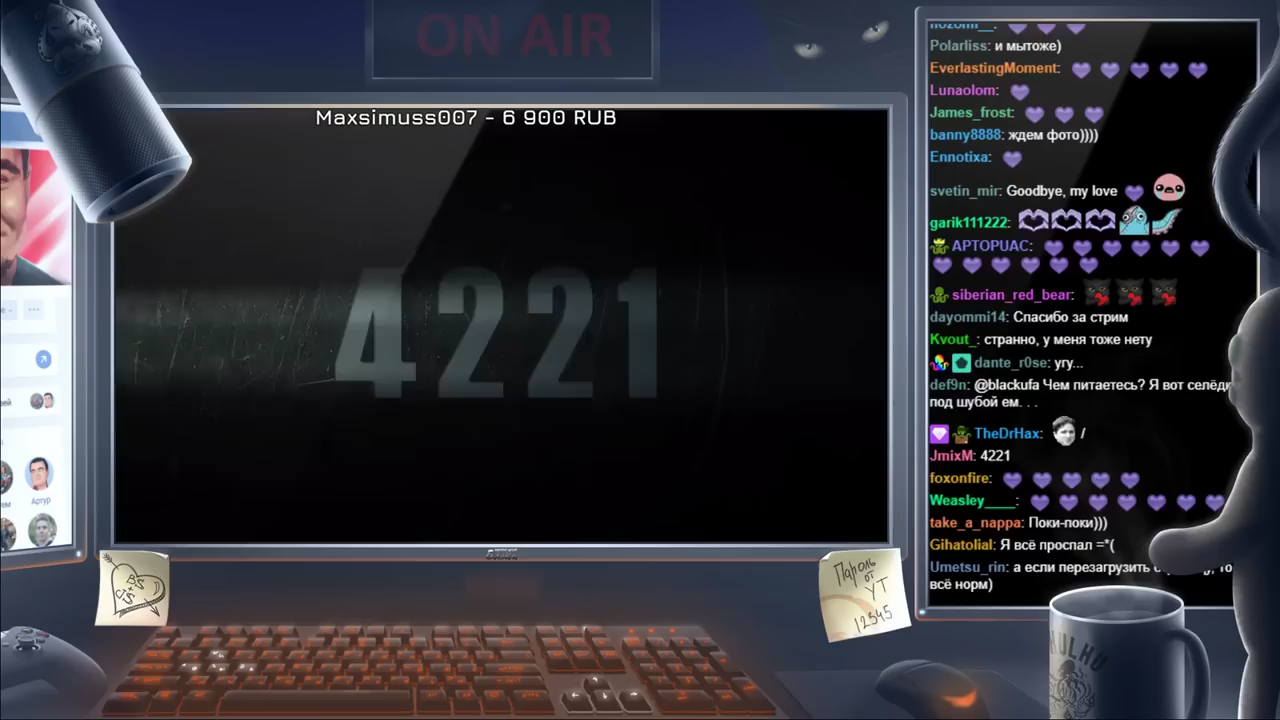 ON AIR
Maxsimuss007 - 6 900 RUB
4221
Polarliss: и мытоже)
EverlastingMoment:
Lunaolom:
James_frost:
banny8888: ждем фото))))
Ennotixa:
svetin_mir: Goodbye, my love
garik111222:
APTOPUAC:
siberian_red_bear:
dayommi14: Спасибо за стрим
Kvout_: странно, у меня тоже нету
dante_r0se: угу...
def9n: @blackufa Чем питаетесь? Я вот селёди
под шубой ем. . .
TheDrHax: /
JmixM: 4221
foxonfire:
Weasley____:
take_a_nappa: Поки-поки)))
Gihatolial: Я всё проспал =*(
Umetsu_rin: а если перезагрузить то
всё норм)
Артур
B.S
+
J.S
Пароль
от
YT
12345